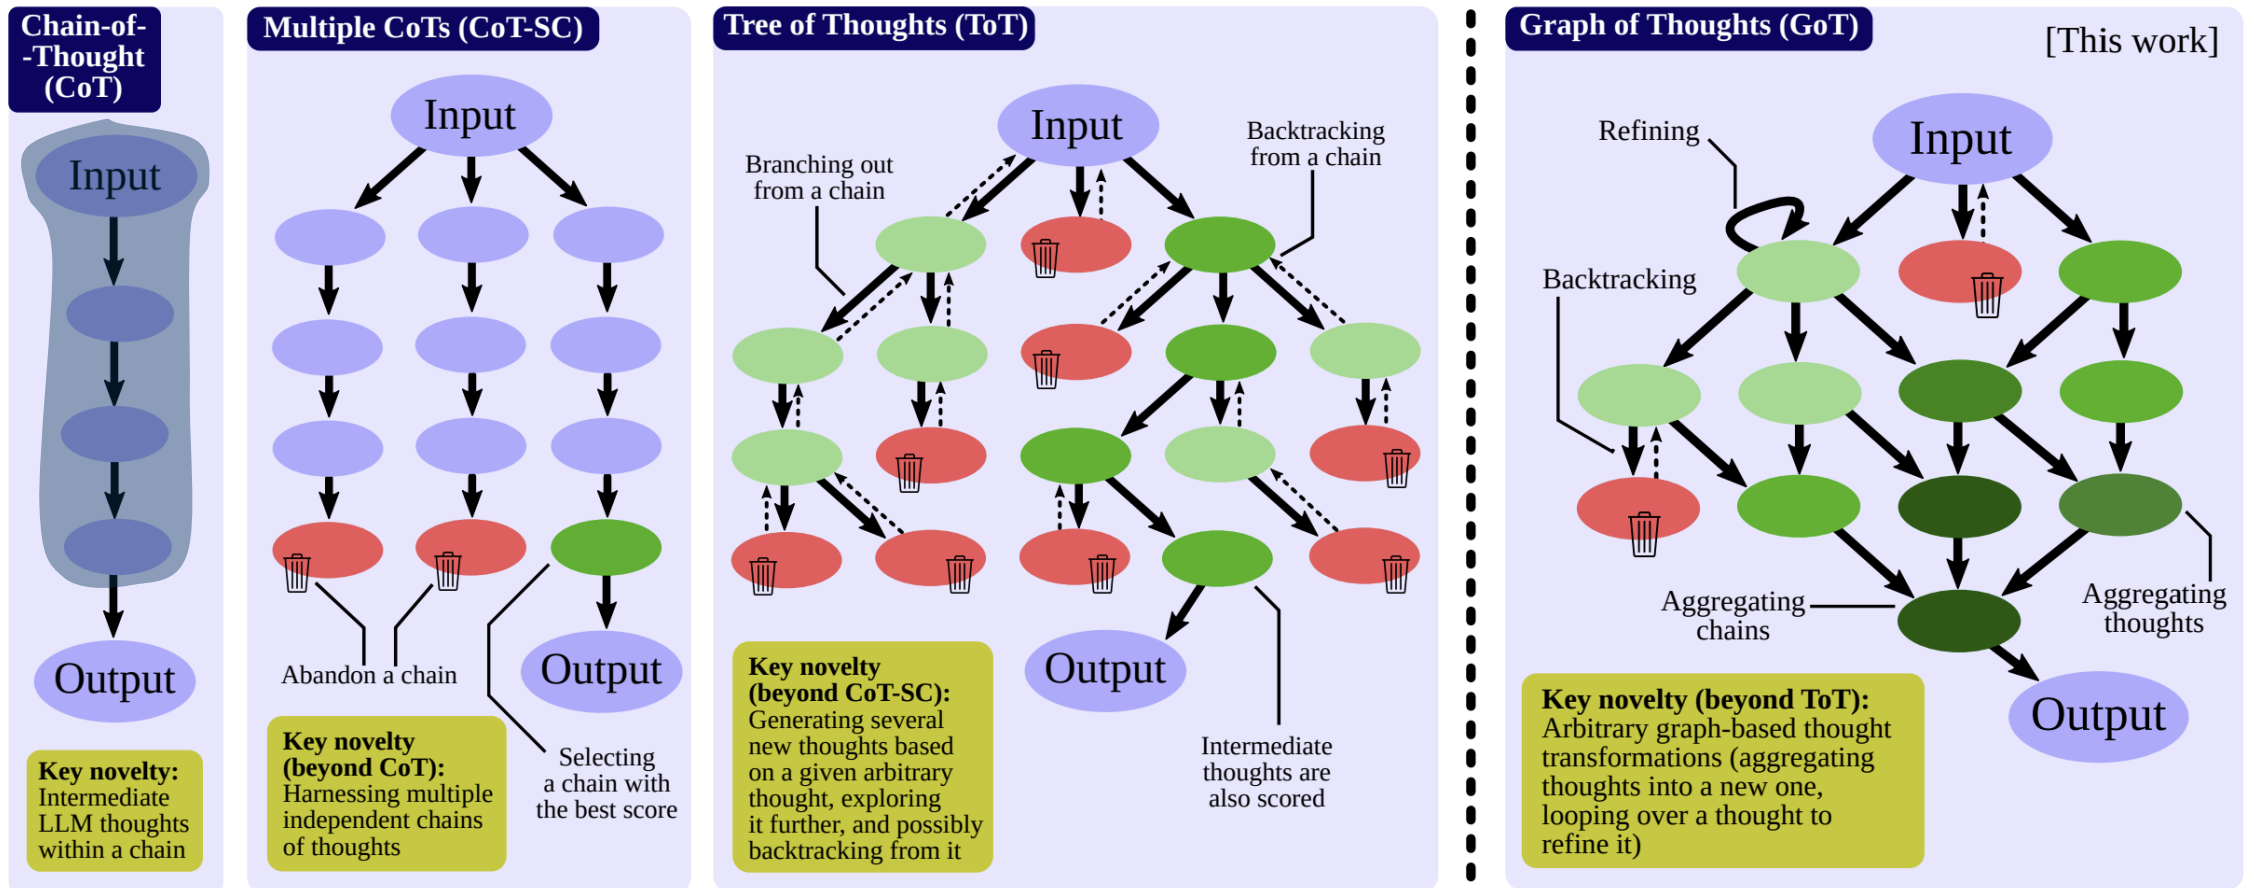 Chain-of-
-Thought
(CoT)
Input
Output
Key novelty:
Intermediate
LLM thoughts
within a chain
Multiple CoTs (CoT-SC)
Input
Abandon a chain
Output
Key novelty
(beyond CoT):
Harnessing multiple
independent chains
of thoughts
Selecting
a chain with
the best score
Tree of Thoughts (ToT)
Input
Branching out
from a chain
Backtracking
from a chain
Output
Key novelty
(beyond CoT-SC):
Generating several
new thoughts based
on a given arbitrary
thought, exploring
it further, and possibly
backtracking from it
Intermediate
thoughts are
also scored
Graph of Thoughts (GoT)
[This work]
Refining
Input
Backtracking
Aggregating
chains
Aggregating
thoughts
Output
Key novelty (beyond ToT):
Arbitrary graph-based thought
transformations (aggregating
thoughts into a new one,
looping over a thought to
refine it)